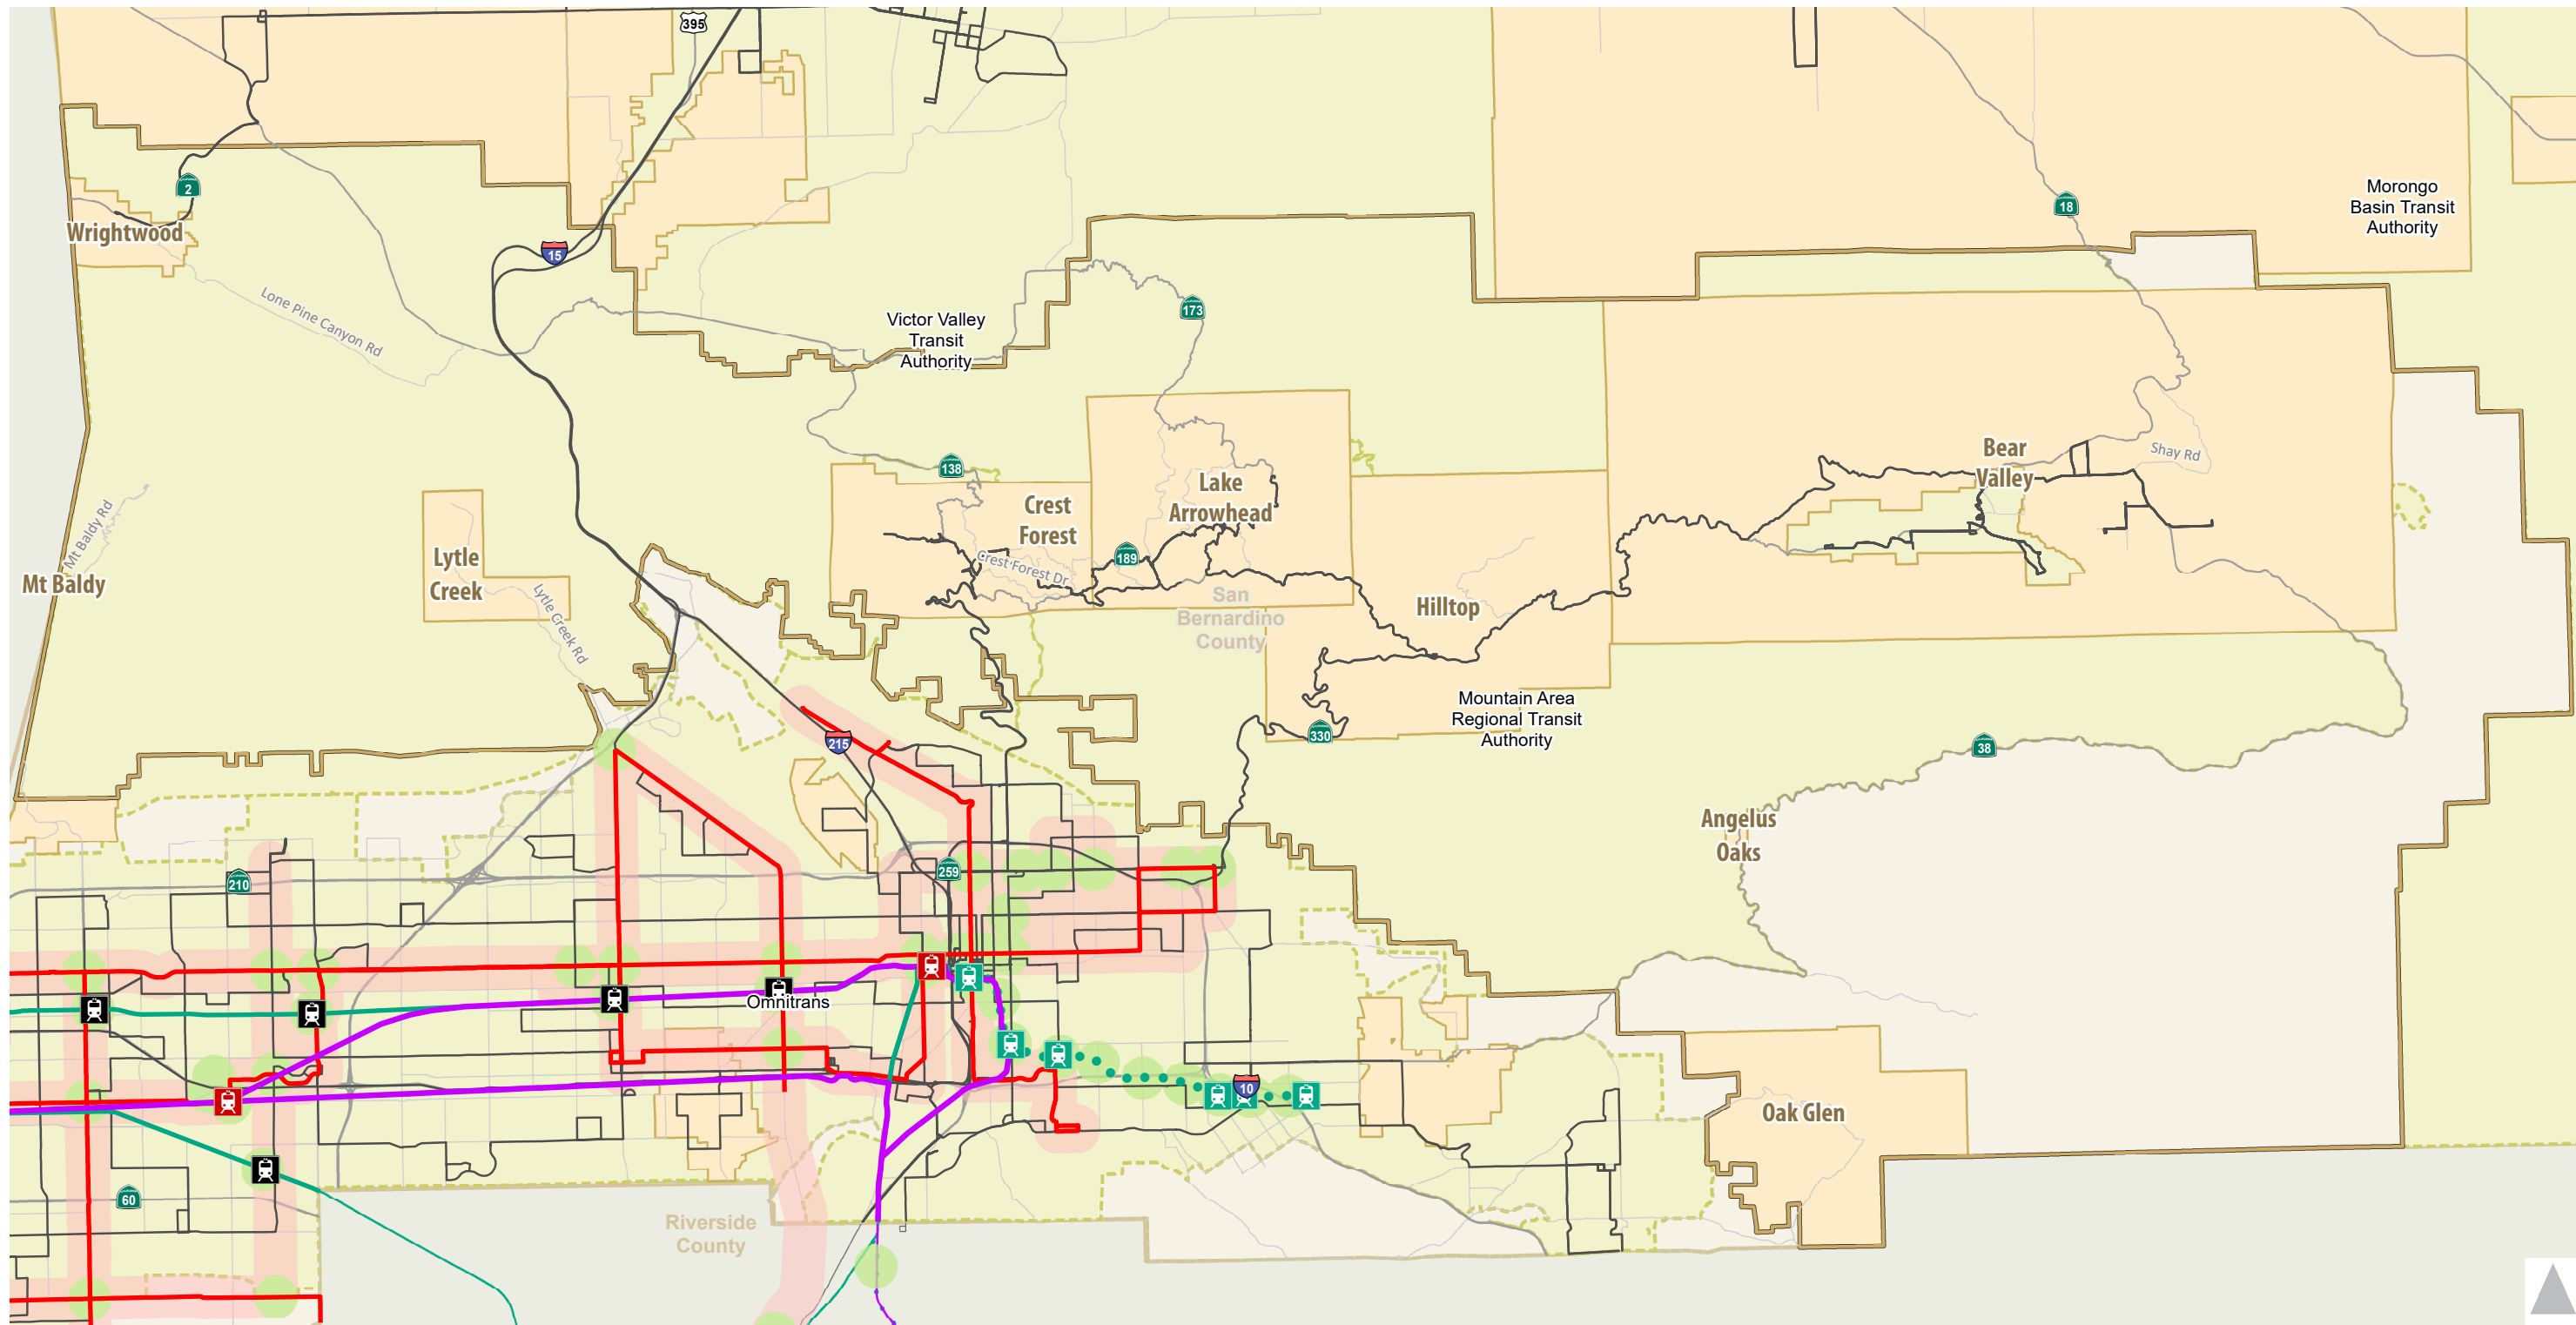 395
2
Wrightwood
15
Lone Pine Canyon Rd
18
Morongo
Basin Transit
Authority
Victor Valley
Transit
Authority
173
138
Crest
Forest
Lake
Arrowhead
Bear
Valley
Shay Rd
Mt Baldy Rd
Mt Baldy
Lytle
Creek
Lytle Creek Rd
Crest Forest Dr
189
San
Bernardino
County
Hilltop
Mountain Area
Regional Transit
Authority
330
215
38
Angelus
Oaks
210
259
Omnitrans
10
Oak Glen
60
Riverside
County